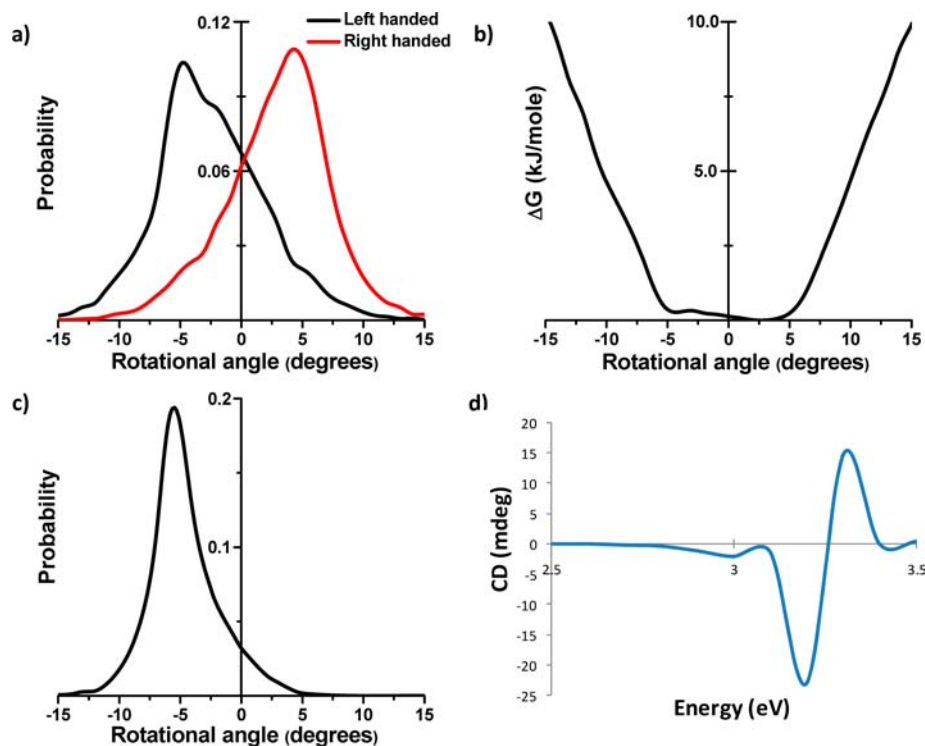 a)
0.12
Left handed
Right handed
Probability
0.06
-15 -10 -5 0 5 10 15
Rotational angle (degrees)
b)
10.0
ΔG (kJ/mole)
5.0
-15 -10 -5 0 5 10 15
Rotational angle (degrees)
c)
0.2
Probability
0.1
-15 -10 -5 0 5 10 15
Rotational angle (degrees)
d)
20
15
10
5
0
-5
-10
-15
-20
-25
CD (mdeg)
2.5 3 3.5
Energy (eV)